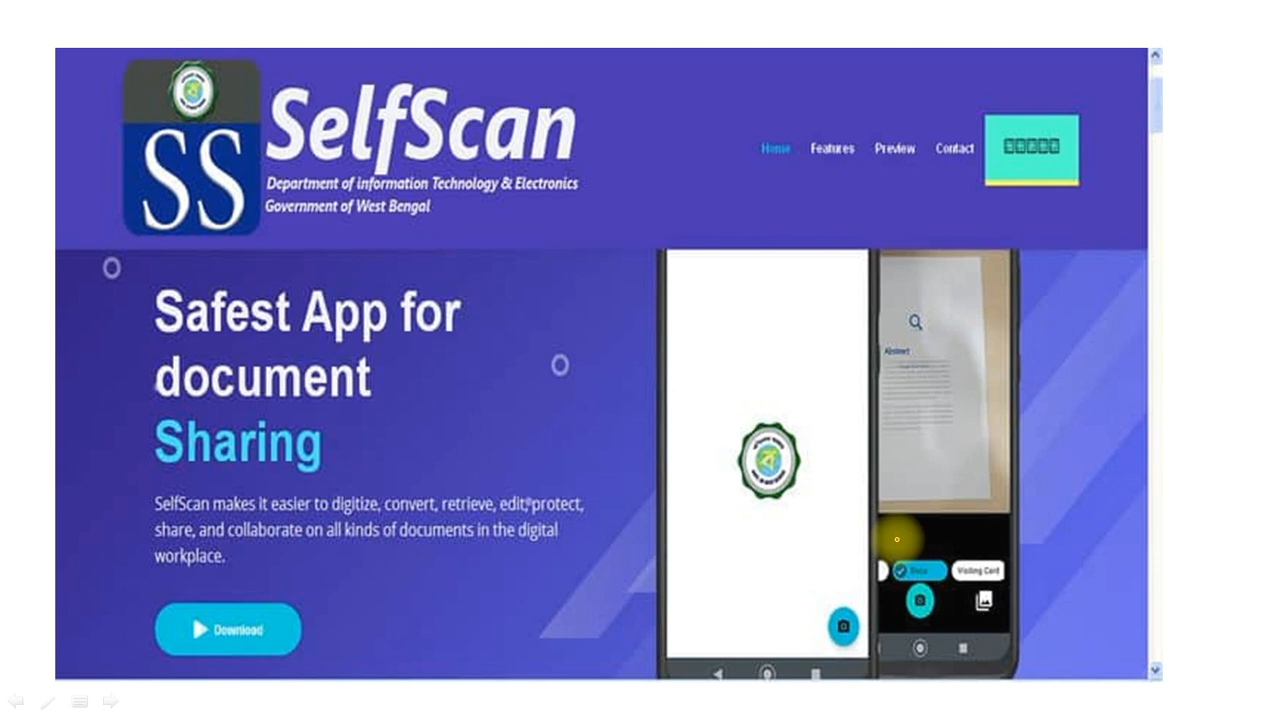 SS
SelfScan
Department of information Technology & Electronics
Government of West Bengal
Home Features Preview Contact
Safest App for
document
Sharing
SelfScan makes it easier to digitize, convert, retrieve, edit, protect,
share, and collaborate on all kinds of documents in the digital
workplace.
Download
Abstract
Docs Visiting Card